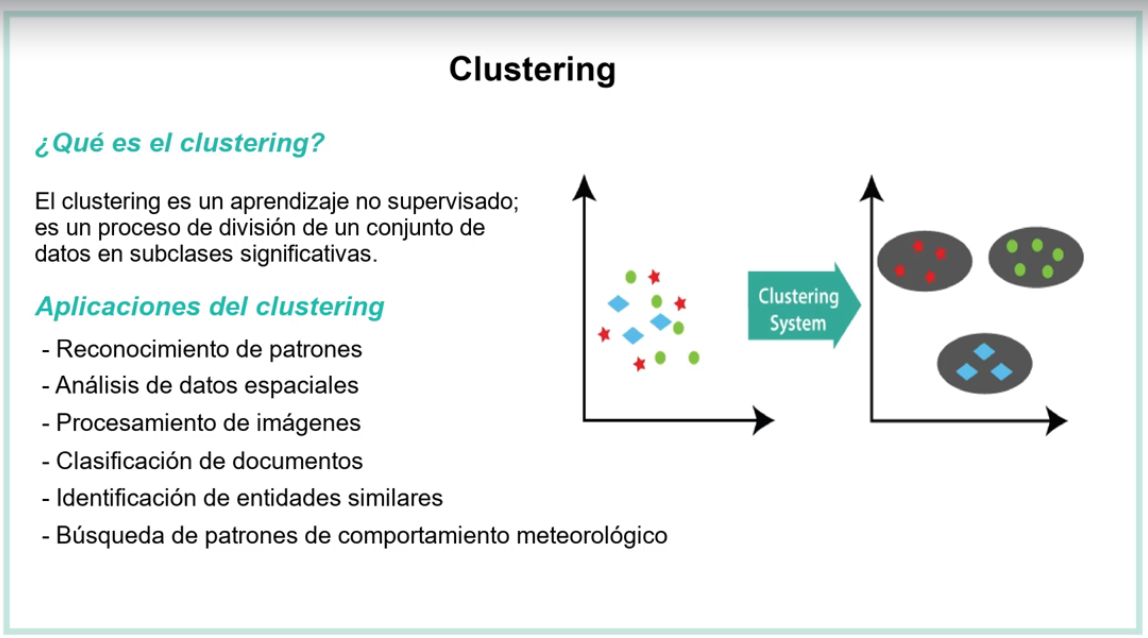 Clustering
¿Qué es el clustering?
El clustering es un aprendizaje no supervisado;
es un proceso de división de un conjunto de
datos en subclases significativas.
Aplicaciones del clustering
- Reconocimiento de patrones
- Análisis de datos espaciales
- Procesamiento de imágenes
- Clasificación de documentos
- Identificación de entidades similares
- Búsqueda de patrones de comportamiento meteorológico
Clustering
System